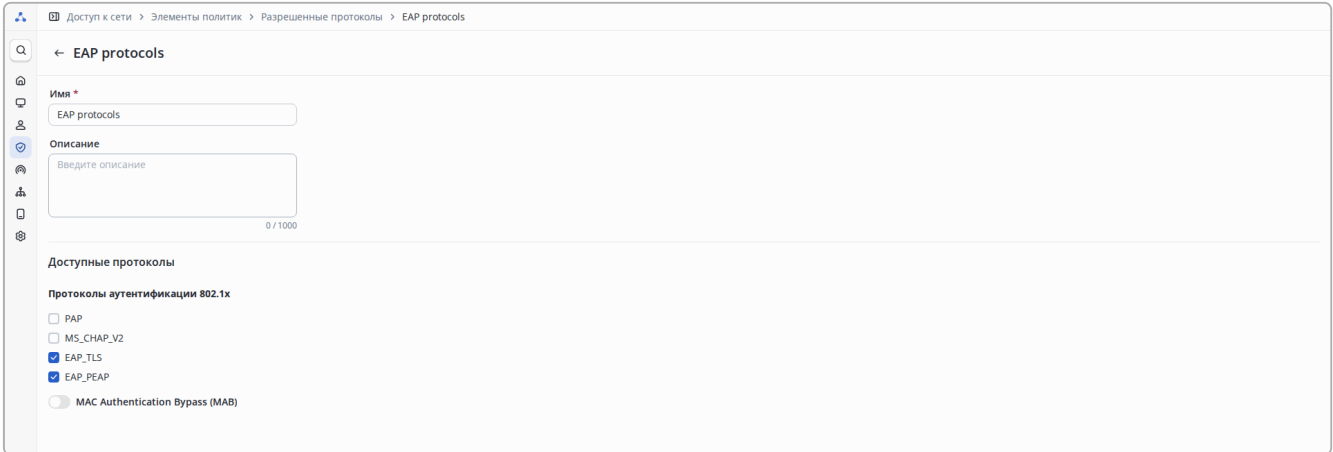 Доступ к сети > Элементы политик > Разрешенные протоколы > EAP protocols
← EAP protocols
Имя *
EAP protocols
Описание
Введите описание
0 / 1000
Доступные протоколы
Протоколы аутентификации 802.1x
PAP
MS_CHAP_V2
EAP_TLS
EAP_PEAP
MAC Authentication Bypass (MAB)